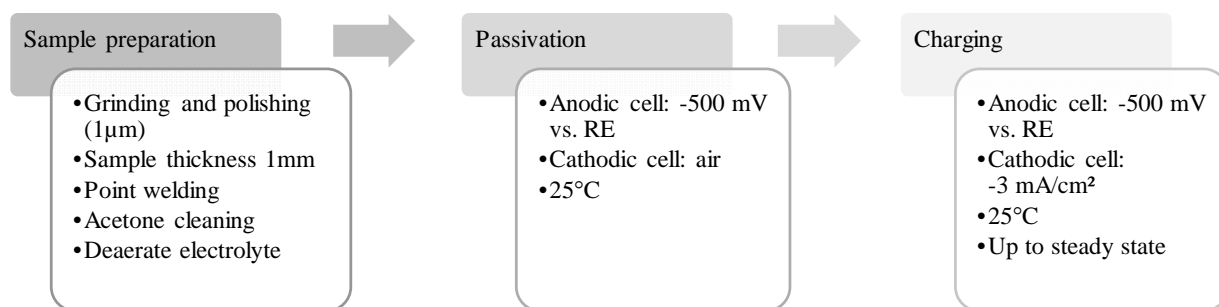 Sample preparation
•Grinding and polishing
(1µm)
•Sample thickness 1mm
•Point welding
•Acetone cleaning
•Deaerate electrolyte
Passivation
•Anodic cell: -500 mV
vs. RE
•Cathodic cell: air
•25°C
Charging
•Anodic cell: -500 mV
vs. RE
•Cathodic cell:
-3 mA/cm²
•25°C
•Up to steady state